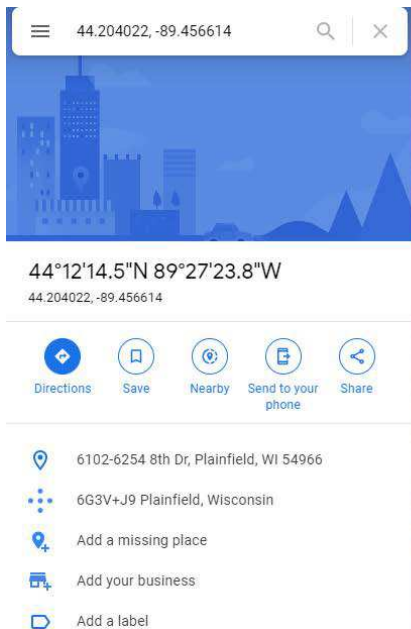 44.204022, -89.456614
44°12'14.5"N 89°27'23.8"W
44.204022, -89.456614
Directions Save Nearby Send to your phone Share
6102-6254 8th Dr, Plainfield, WI 54966
6G3V+J9 Plainfield, Wisconsin
Add a missing place
Add your business
Add a label